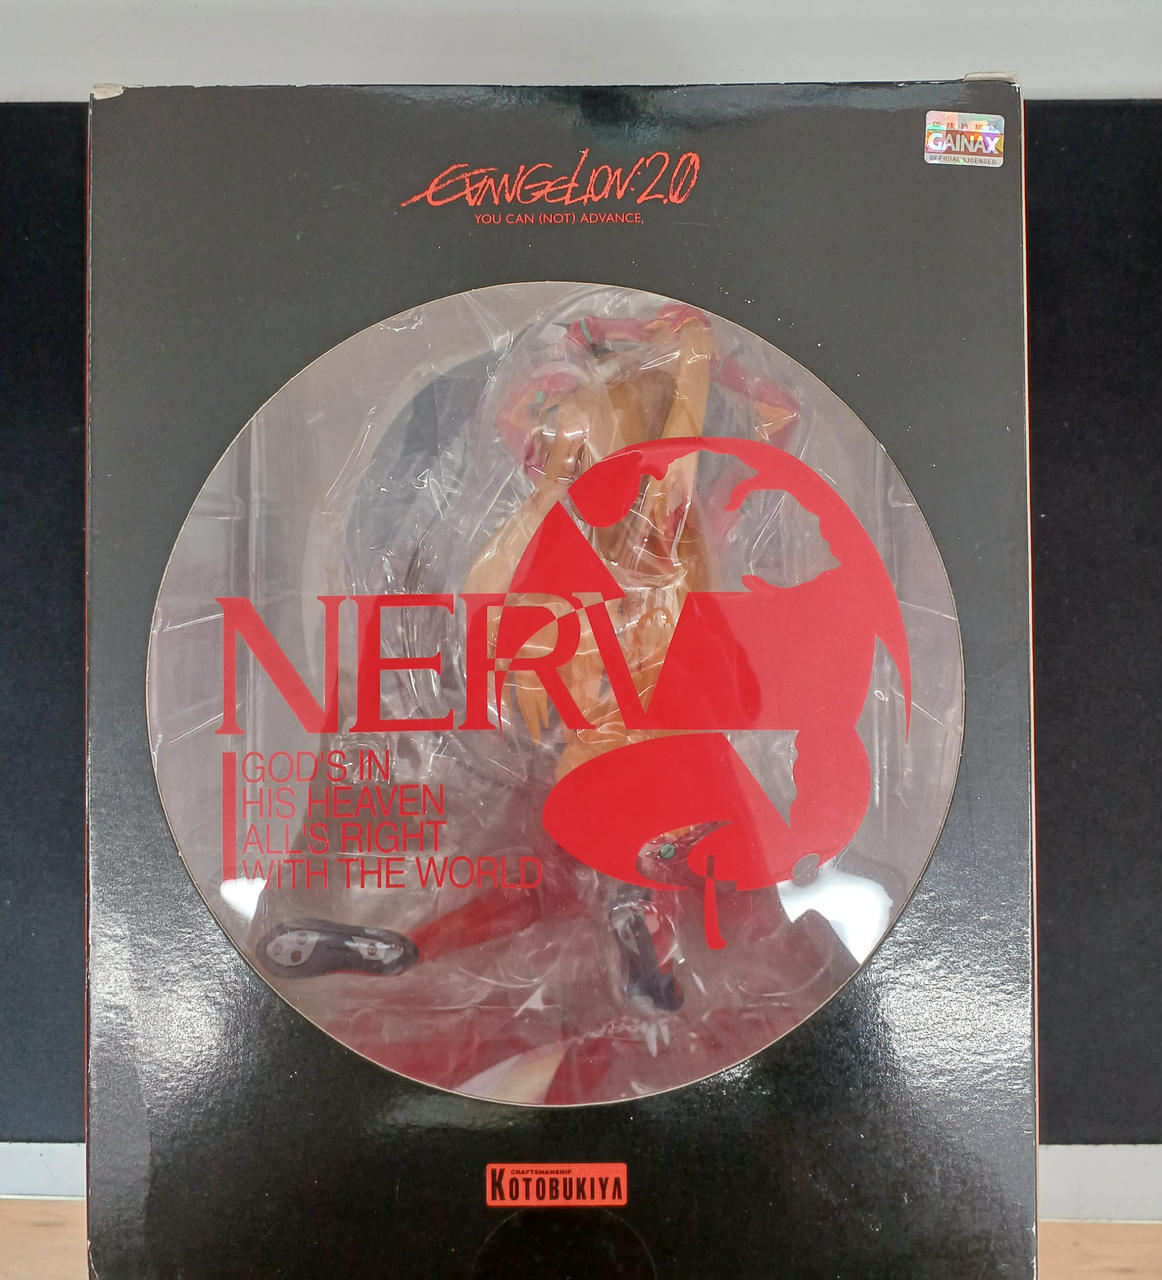 EVANGELION:2.0
YOU CAN (NOT) ADVANCE.
GAINAX
OFFICIAL LICENSED
NERV
GOD'S IN
HIS HEAVEN
ALL'S RIGHT
WITH THE WORLD
CRAFTSMANSHIP
KOTOBUKIYA